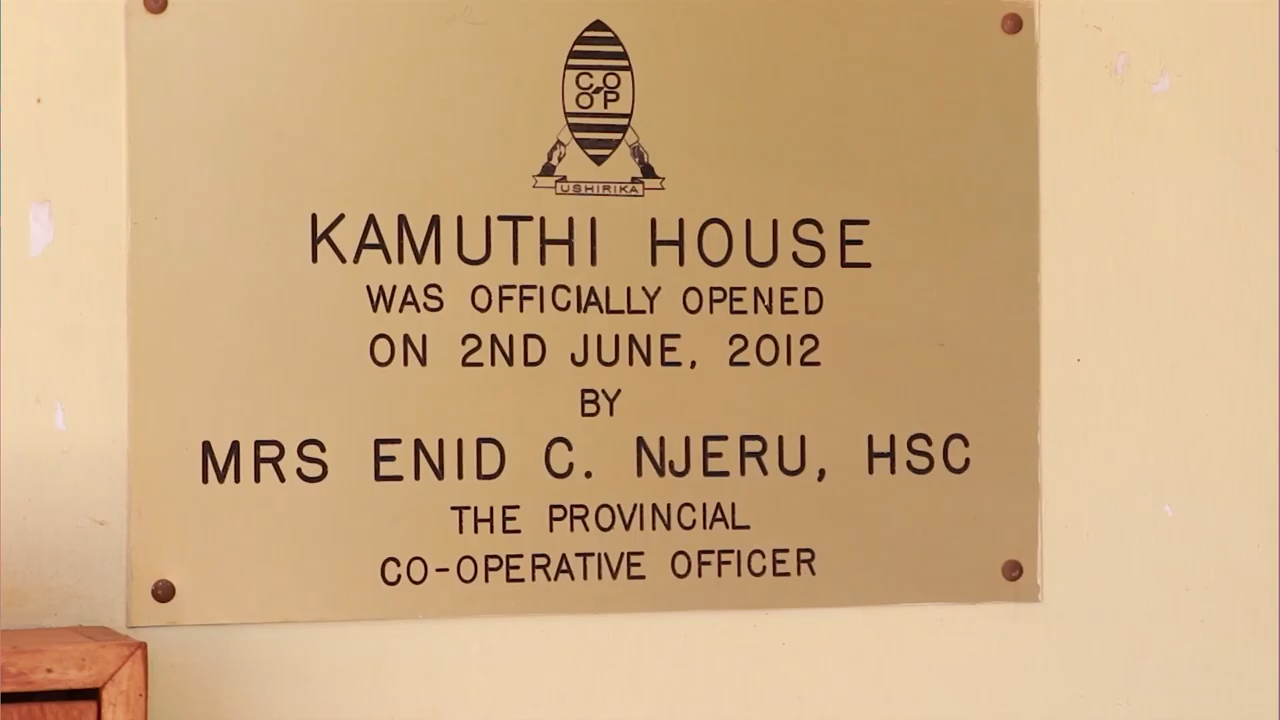 CO
OP
USHIRIKA
KAMUTHI HOUSE
WAS OFFICIALLY OPENED
ON 2ND JUNE, 2012
BY
MRS ENID C. NJERU, HSC
THE PROVINCIAL
CO-OPERATIVE OFFICER